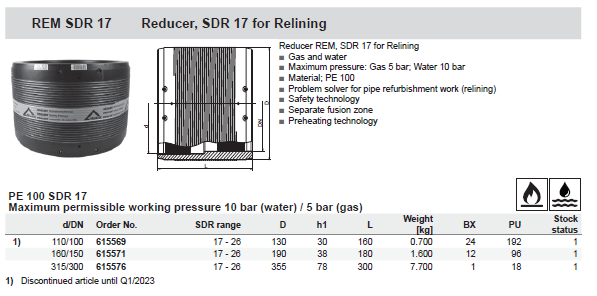 REM SDR 17 Reducer, SDR 17 for Relining
Reducer REM, SDR 17 for Relining
Gas and water
Maximum pressure: Gas 5 bar; Water 10 bar
Material; PE 100
Problem solver for pipe refurbishment work (relining)
Safety technology
Separate fusion zone
Preheating technology
d
DN
D
L
PE 100 SDR 17
Maximum permissible working pressure 10 bar (water) / 5 bar (gas)
d/DN Order No. SDR range D h1 L Weight [kg] BX PU Stock status
1) 110/100 615569 17 - 26 130 30 160 0.700 24 192 1
160/150 615571 17 - 26 190 38 180 1.600 12 96 1
315/300 615576 17 - 26 355 78 300 7.700 1 18 1
1) Discontinued article until Q1/2023